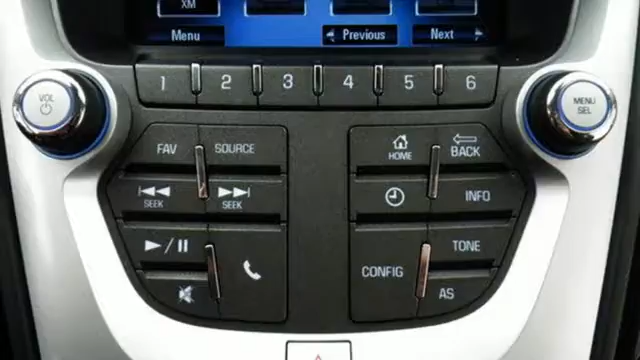 XM
Menu Previous Next
1 2 3 4 5 6
VOL
MENU
SEL
FAV SOURCE
HOME
BACK
SEEK SEEK
INFO
TONE
CONFIG
AS